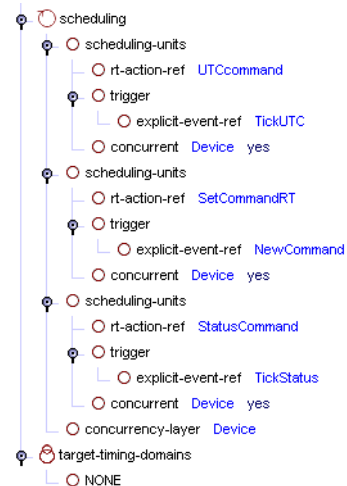 scheduling
scheduling-units
rt-action-ref UTCcommand
trigger
explicit-event-ref TickUTC
concurrent Device yes
scheduling-units
rt-action-ref SetCommandRT
trigger
explicit-event-ref NewCommand
concurrent Device yes
scheduling-units
rt-action-ref StatusCommand
trigger
explicit-event-ref TickStatus
concurrent Device yes
concurrency-layer Device
target-timing-domains
NONE